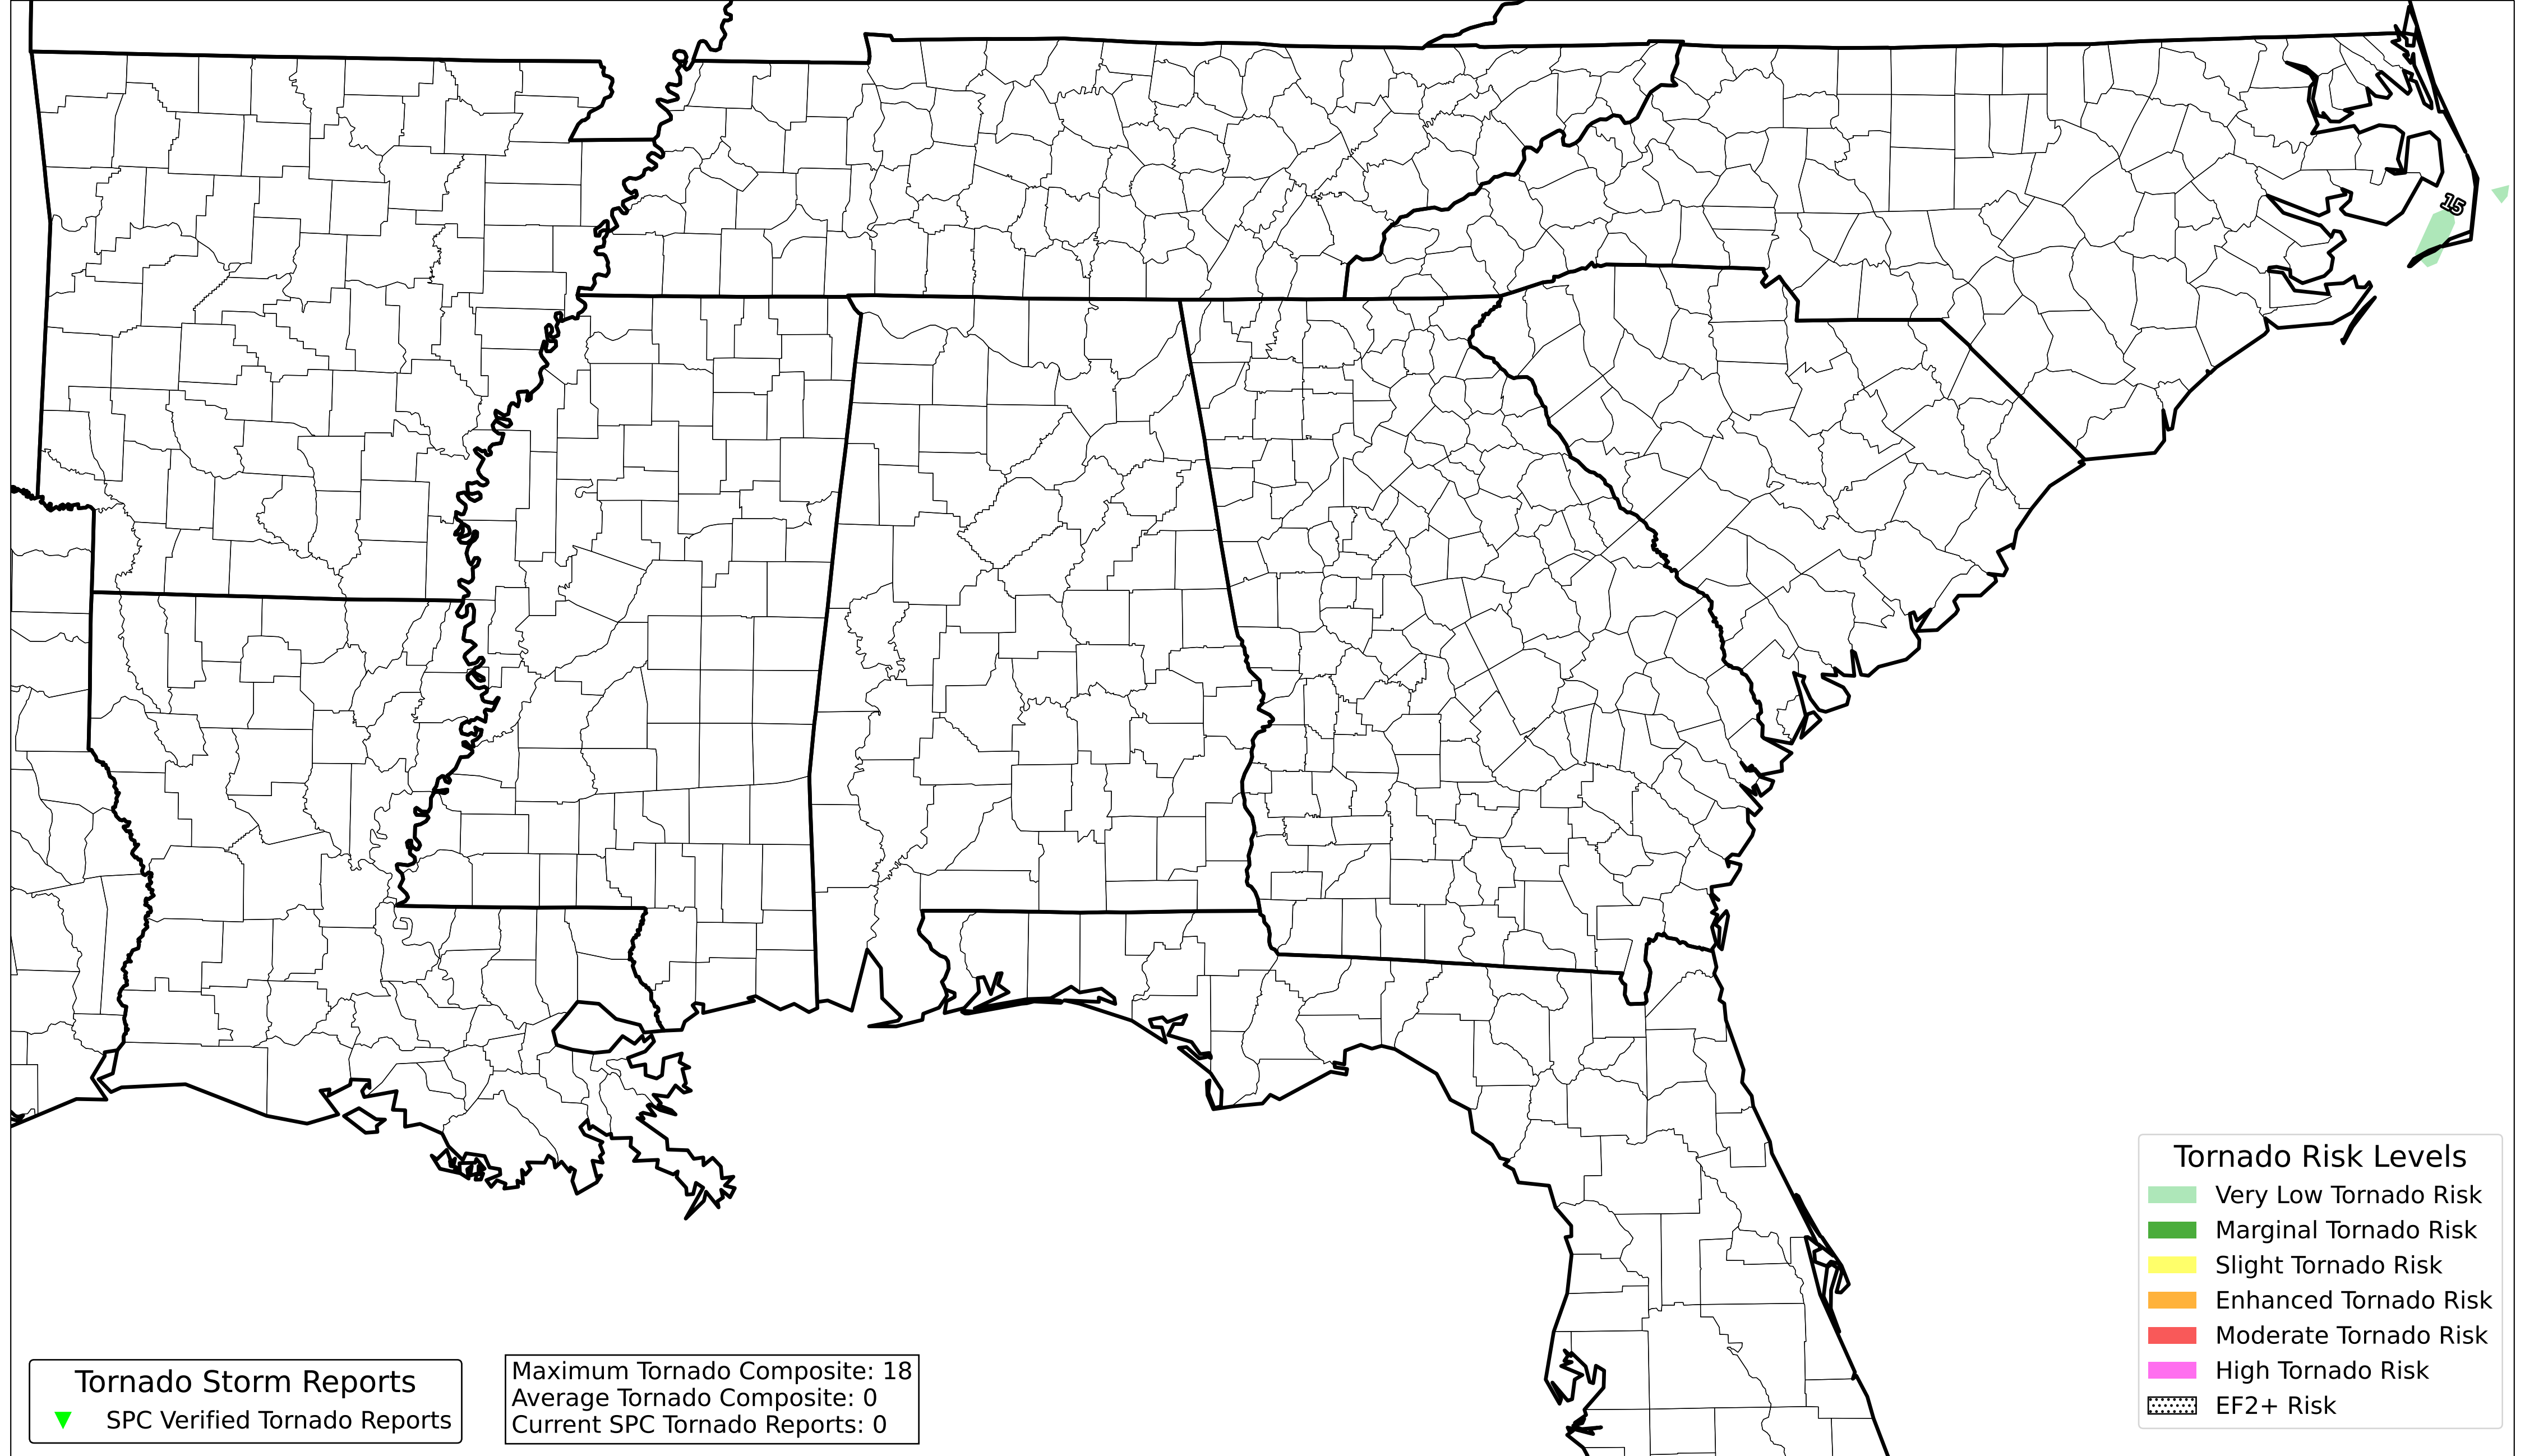 15
Tornado Risk Levels
Very Low Tornado Risk
Marginal Tornado Risk
Slight Tornado Risk
Enhanced Tornado Risk
Moderate Tornado Risk
High Tornado Risk
EF2+ Risk
Tornado Storm Reports
SPC Verified Tornado Reports
Maximum Tornado Composite: 18
Average Tornado Composite: 0
Current SPC Tornado Reports: 0